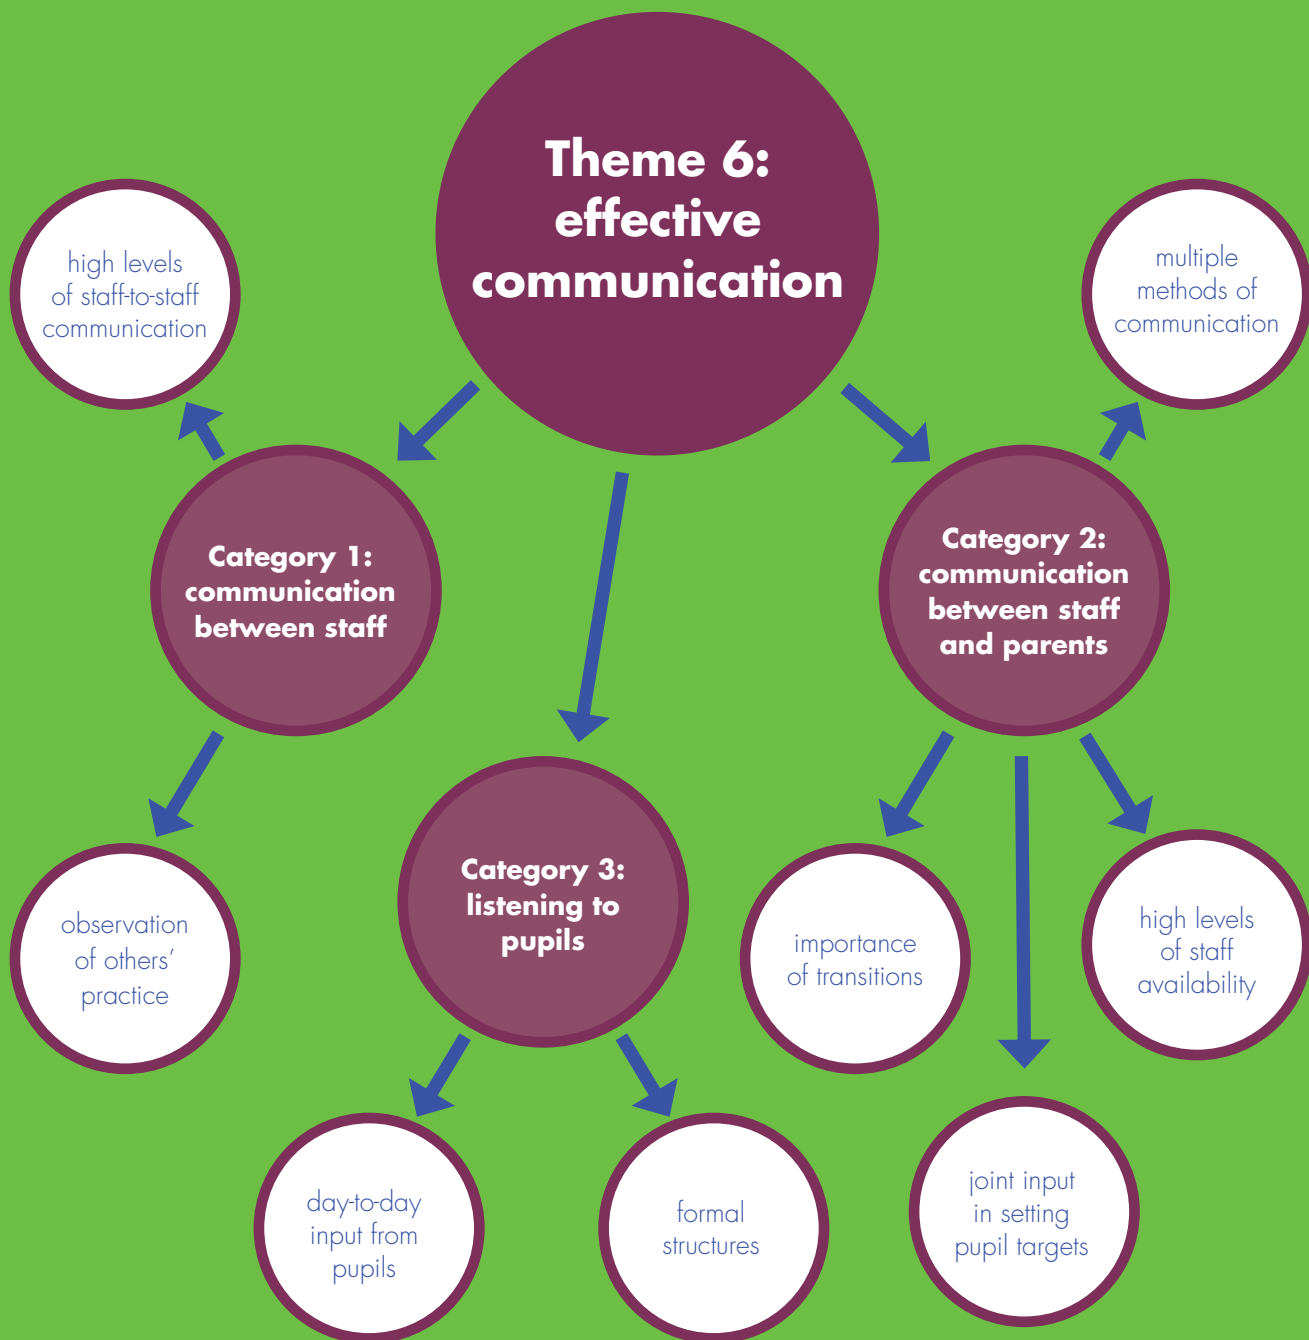 Theme 6:
effective
communication
high levels
of staff-to-staff
communication
multiple
methods of
communication
Category 1:
communication
between staff
Category 2:
communication
between staff
and parents
observation
of others’
practice
Category 3:
listening to
pupils
importance
of transitions
high levels
of staff
availability
day-to-day
input from
pupils
formal
structures
joint input
in setting
pupil targets